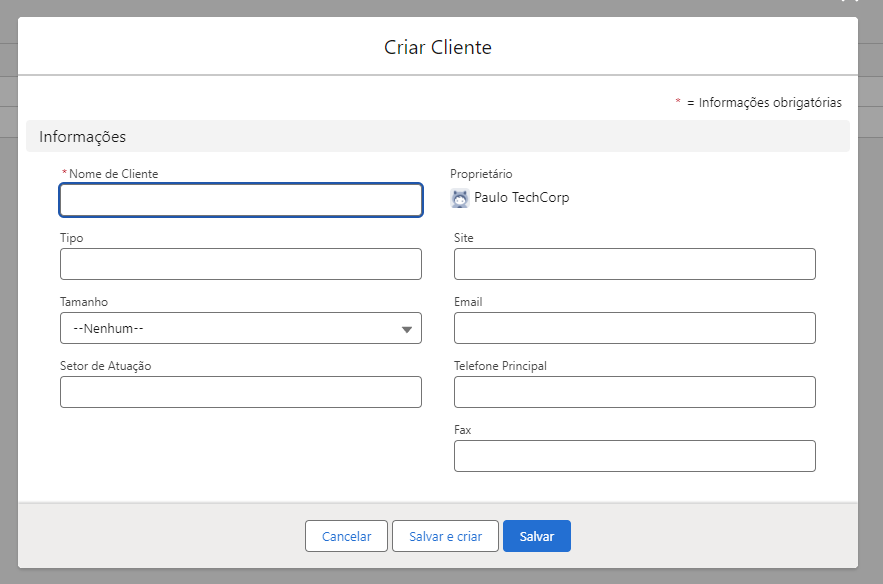 Criar Cliente
* = Informações obrigatórias
Informações
* Nome de Cliente
Proprietário
Paulo TechCorp
Tipo
Site
Tamanho
--Nenhum--
Email
Setor de Atuação
Telefone Principal
Fax
Cancelar
Salvar e criar
Salvar